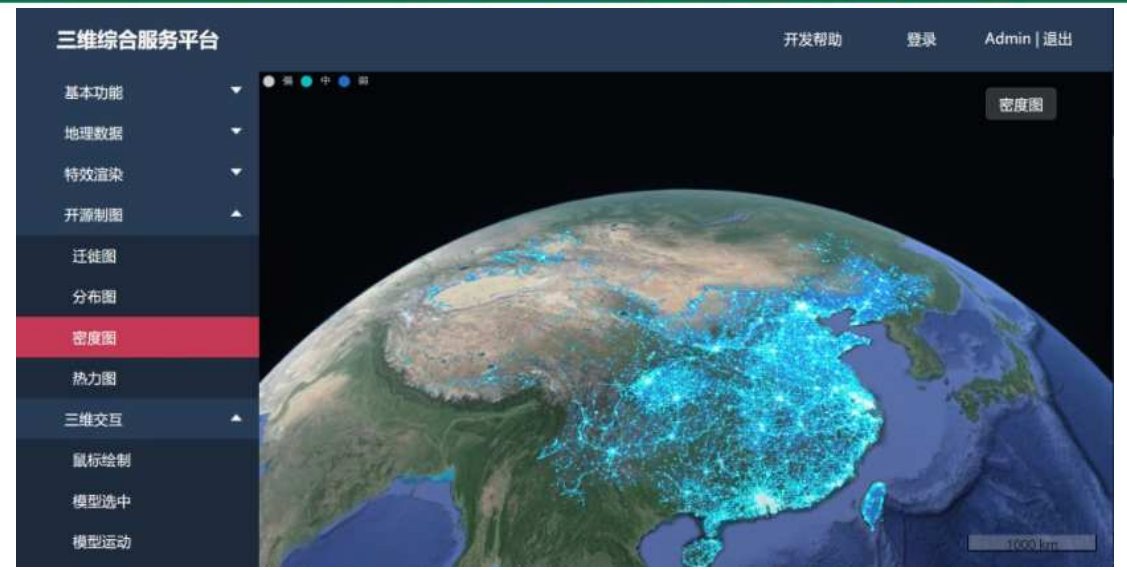 三维综合服务平台
开发帮助 登录 Admin | 退出
基本功能
地理数据
特效渲染
开源制图
迁徙图
分布图
密度图
热力图
三维交互
鼠标绘制
模型选中
模型运动
强 中 弱
密度图
1000 km